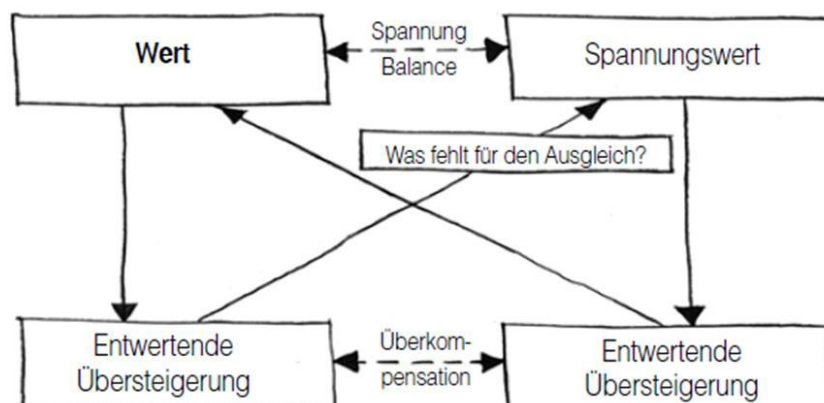 Wert
Spannung
Balance
Spannungswert
Was fehlt für den Ausgleich?
Entwertende
Übersteigerung
Überkom-
pensation
Entwertende
Übersteigerung